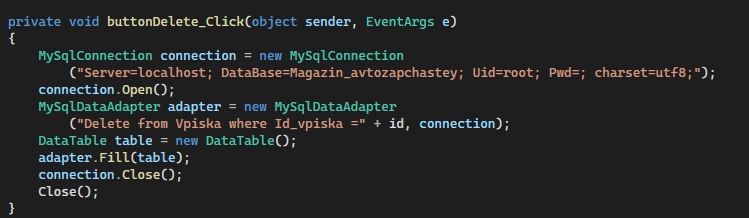 private void buttonDelete_Click(object sender, EventArgs e)
{
MySqlConnection connection = new MySqlConnection
("Server=localhost; DataBase=Magazin_avtozapchastey; Uid=root; Pwd=; charset=utf8;");
connection.Open();
MySqlDataAdapter adapter = new MySqlDataAdapter
("Delete from Vpiska where Id_vpiska =" + id, connection);
DataTable table = new DataTable();
adapter.Fill(table);
connection.Close();
Close();
}